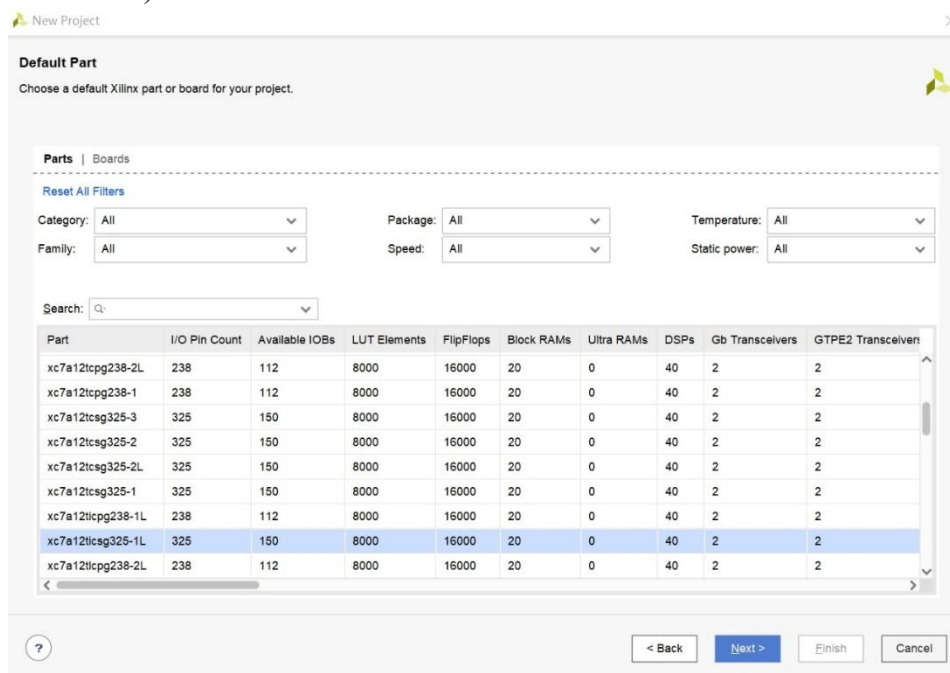 New Project
Default Part
Choose a default Xilinx part or board for your project.
Parts | Boards
Reset All Filters
Category: All Package: All Temperature: All
Family: All Speed: All Static power: All
Search:
Part I/O Pin Count Available IOBs LUT Elements FlipFlops Block RAMs Ultra RAMs DSPs Gb Transceivers GTPE2 Transceivers
xc7a12tcpg238-2L 238 112 8000 16000 20 0 40 2 2
xc7a12tcpg238-1 238 112 8000 16000 20 0 40 2 2
xc7a12tcsg325-3 325 150 8000 16000 20 0 40 2 2
xc7a12tcsg325-2 325 150 8000 16000 20 0 40 2 2
xc7a12tcsg325-2L 325 150 8000 16000 20 0 40 2 2
xc7a12tcsg325-1 325 150 8000 16000 20 0 40 2 2
xc7a12ticpg238-1L 238 112 8000 16000 20 0 40 2 2
xc7a12ticsg325-1L 325 150 8000 16000 20 0 40 2 2
xc7a12tlcpg238-2L 238 112 8000 16000 20 0 40 2 2
? < Back Next > Finish Cancel